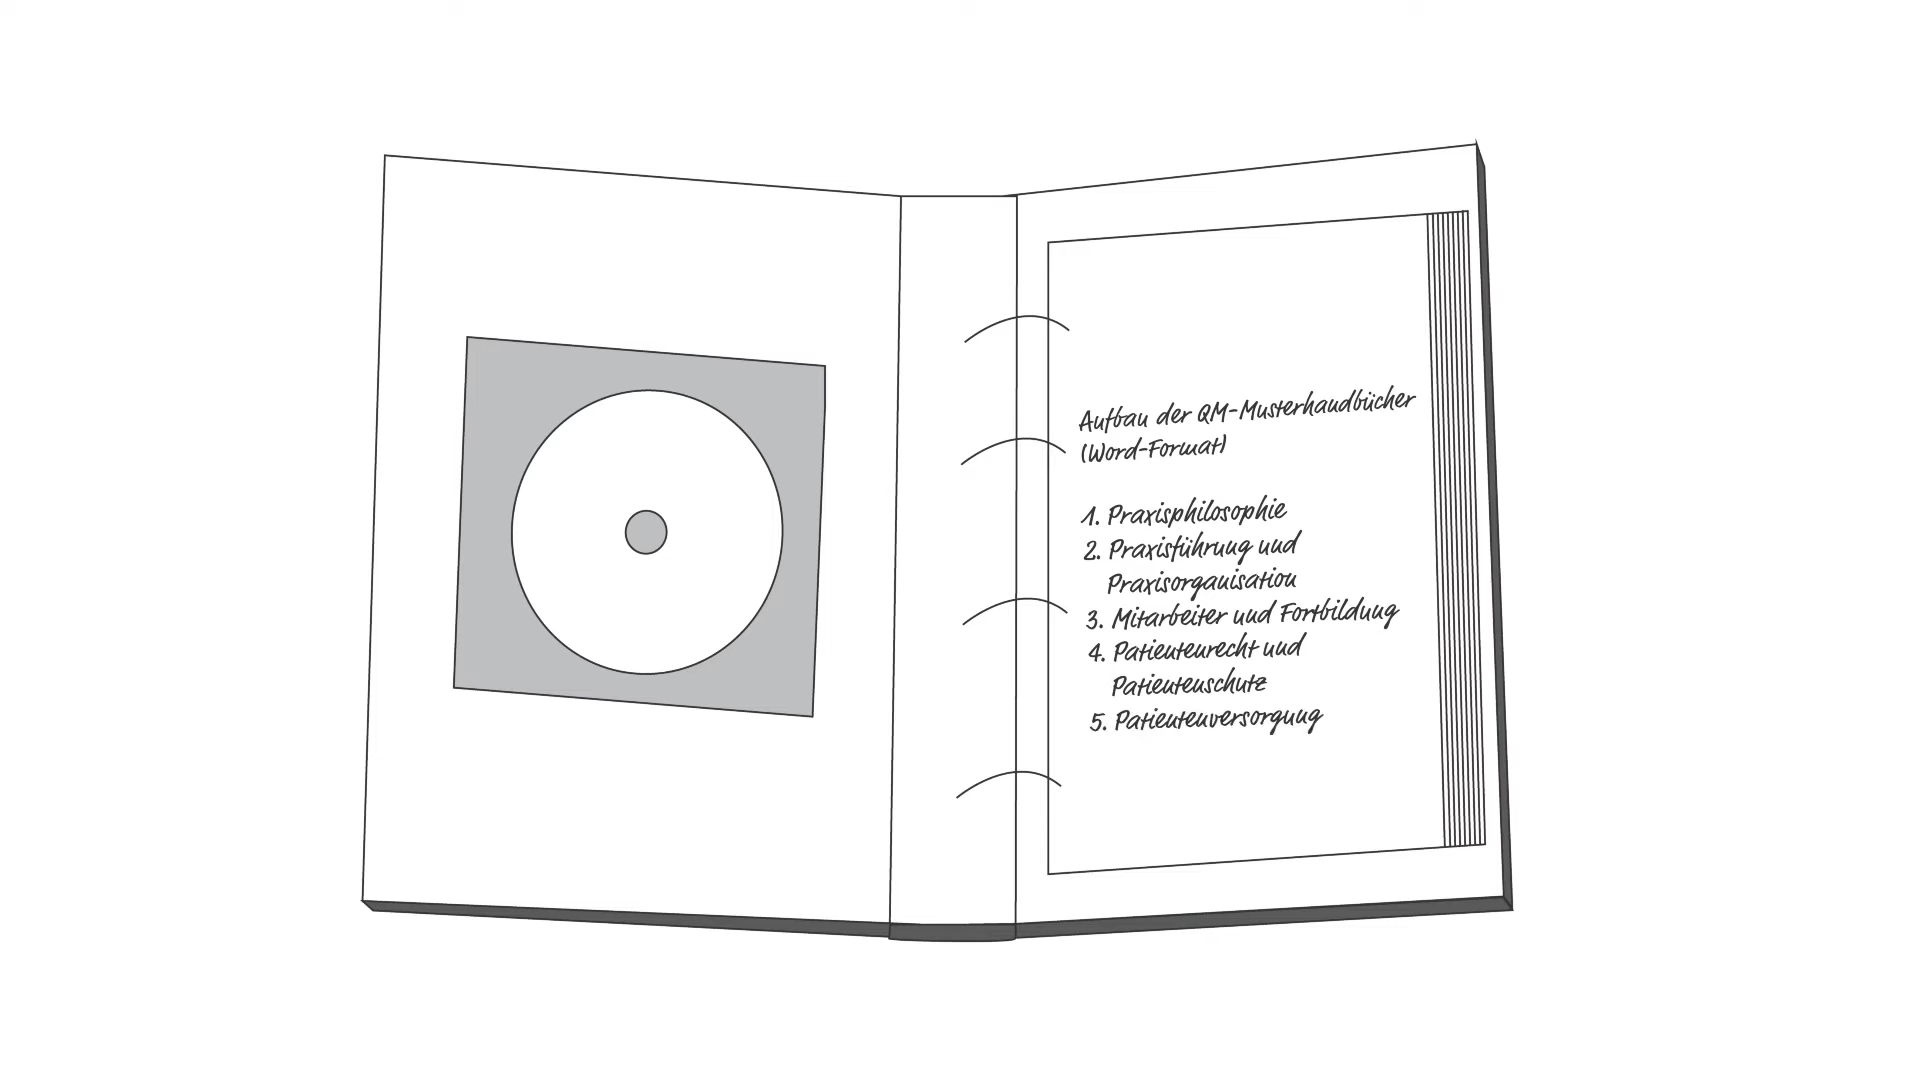 Aufbau der QM-Musterhandbücher
(Word-Format)
1. Praxisphilosophie
2. Praxisführung und
Praxisorganisation
3. Mitarbeiter und Fortbildung
4. Patientenrecht und
Patientenschutz
5. Patientenversorgung